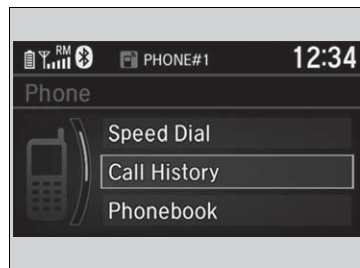 RM PHONE#1 12:34
Phone
Speed Dial
Call History
Phonebook